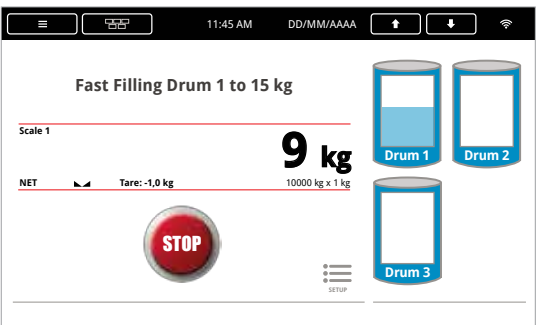 11:45 AM DD/MM/AAAA
Fast Filling Drum 1 to 15 kg
Scale 1
9 kg
NET Tare: -1,0 kg 10000 kg x 1 kg
STOP
SETUP
Drum 1 Drum 2
Drum 3